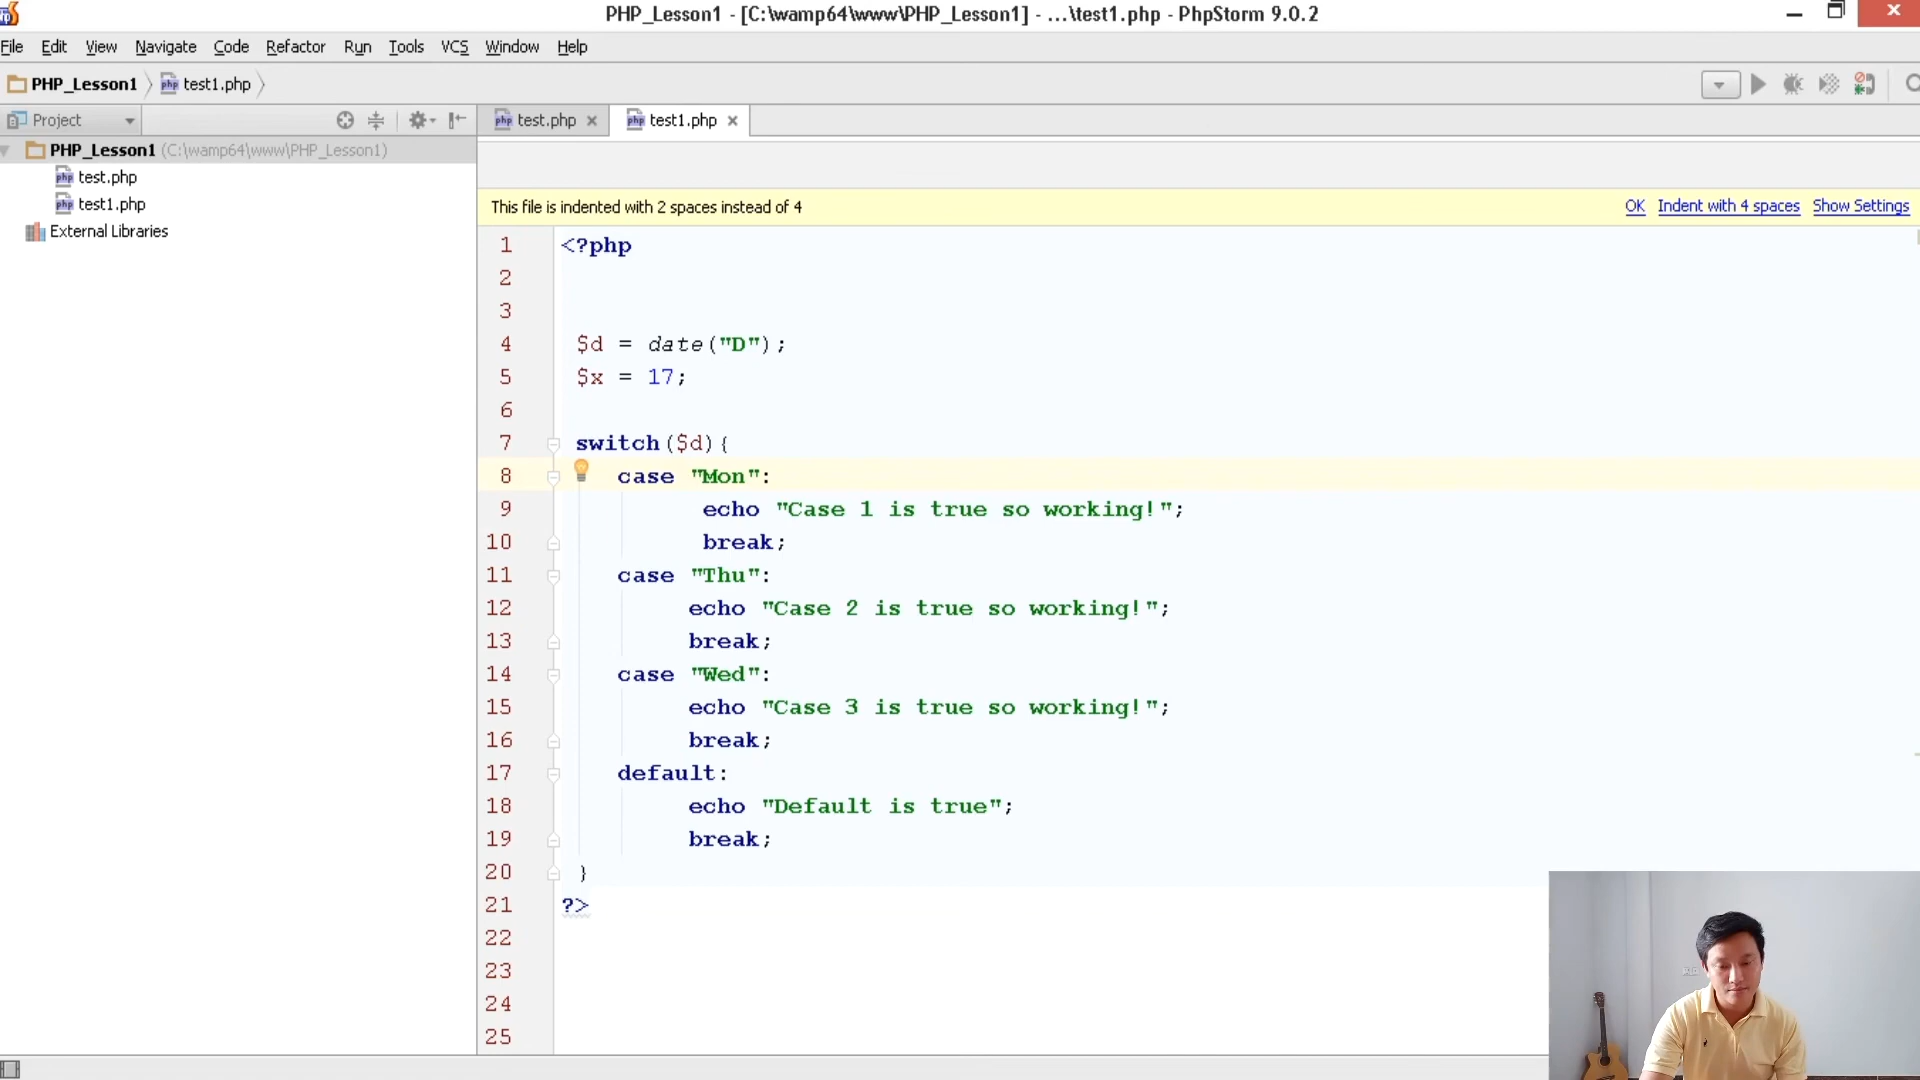 PHP_Lesson1 - [C:\wamp64\www\PHP_Lesson1] - ...\test1.php - PhpStorm 9.0.2
File Edit View Navigate Code Refactor Run Tools VCS Window Help
PHP_Lesson1 test1.php
Project
test.php test1.php
PHP_Lesson1 (C:\wamp64\www\PHP_Lesson1)
test.php
test1.php
External Libraries
This file is indented with 2 spaces instead of 4 OK Indent with 4 spaces Show Settings
1 <?php
2
3
4 $d = date("D");
5 $x = 17;
6
7 switch($d){
8 case "Mon":
9 echo "Case 1 is true so working!";
10 break;
11 case "Thu":
12 echo "Case 2 is true so working!";
13 break;
14 case "Wed":
15 echo "Case 3 is true so working!";
16 break;
17 default:
18 echo "Default is true";
19 break;
20 }
21 ?>
22
23
24
25